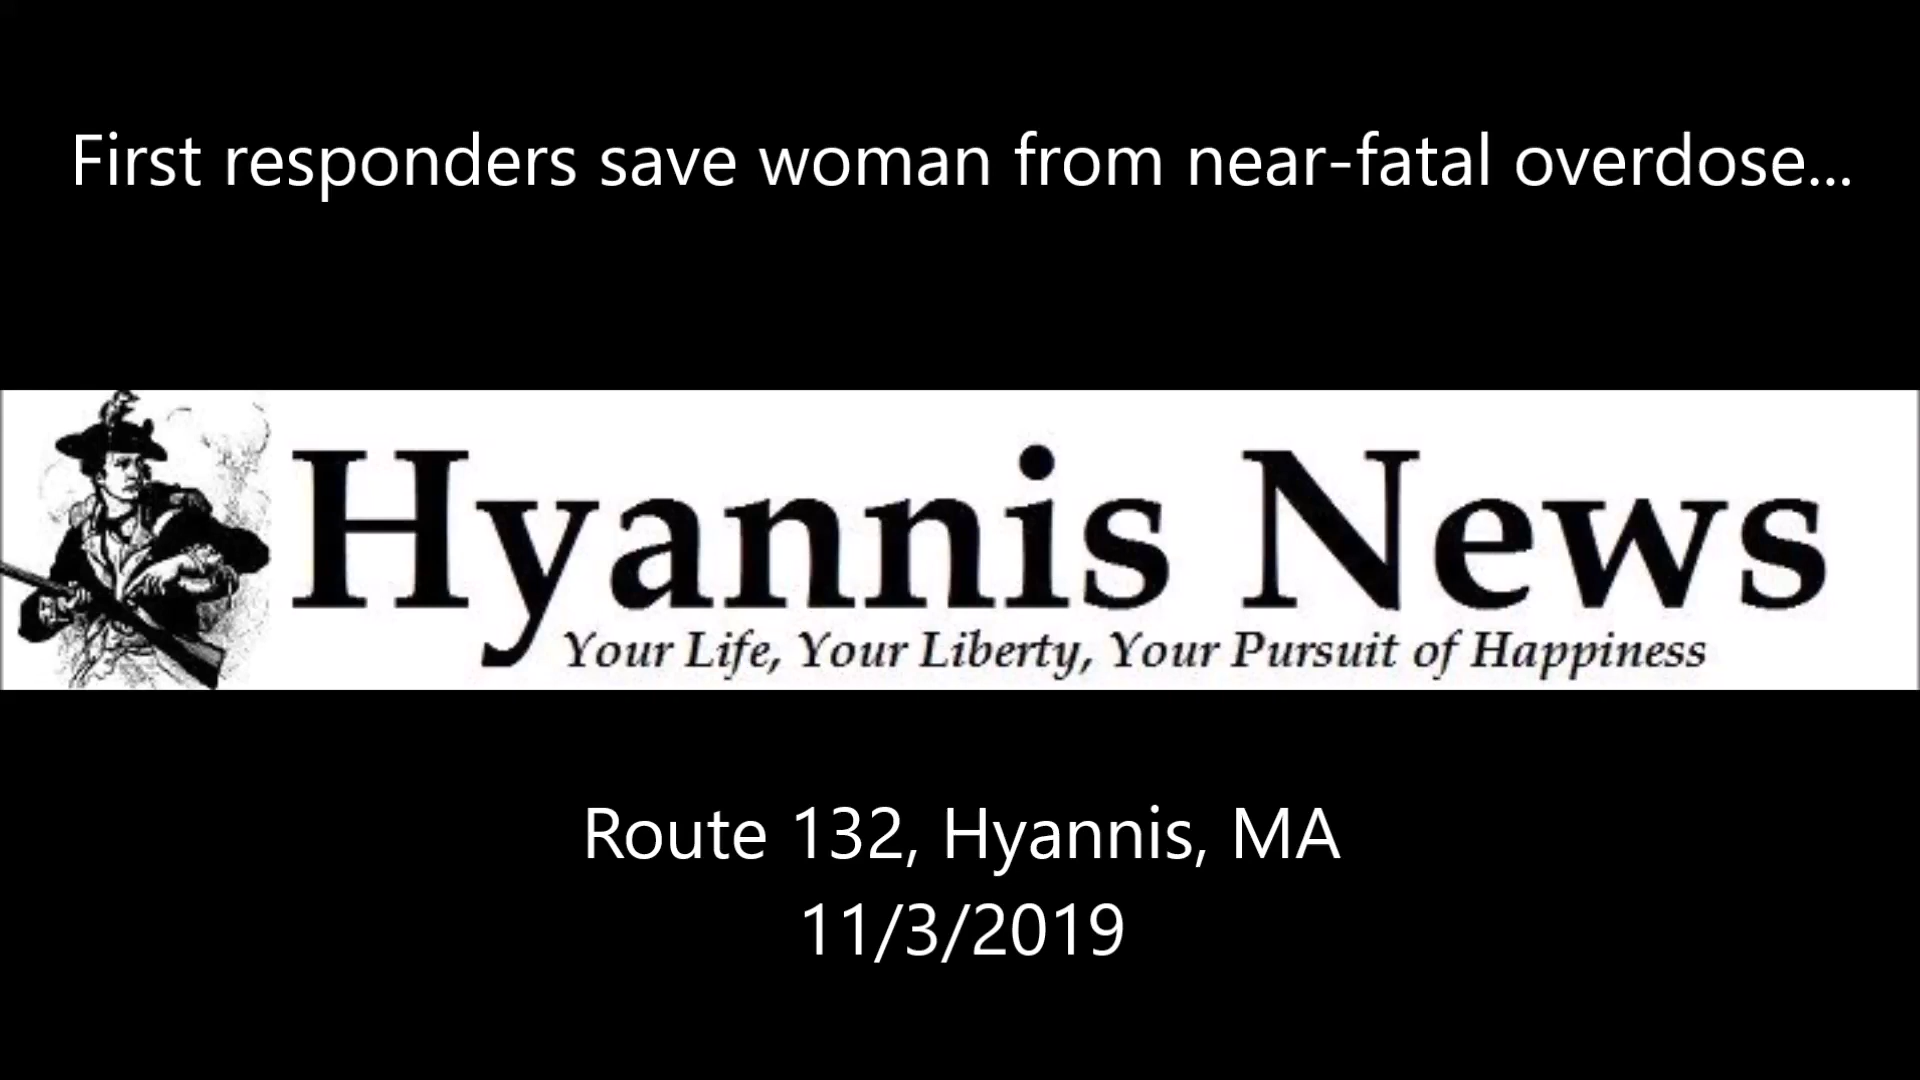 First responders save woman from near-fatal overdose...
Hyannis News
Your Life, Your Liberty, Your Pursuit of Happiness
Route 132, Hyannis, MA
11/3/2019